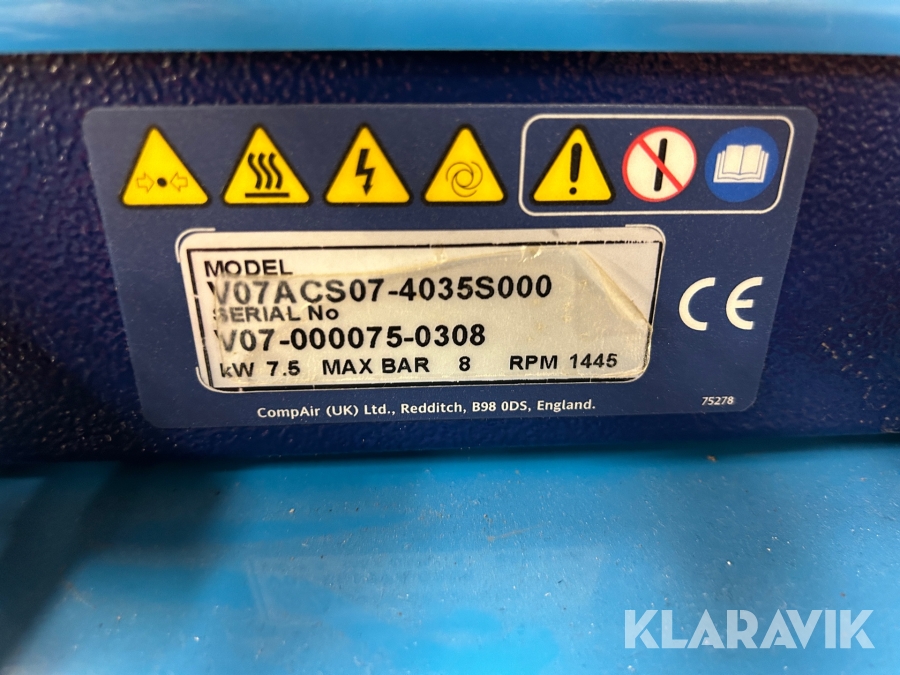 MODEL
V07ACS07-4035S000
SERIAL No
V07-000075-0308
kW 7.5 MAX BAR 8 RPM 1445
CE
CompAir (UK) Ltd., Redditch, B98 0DS, England.
75278
KLARAVIK